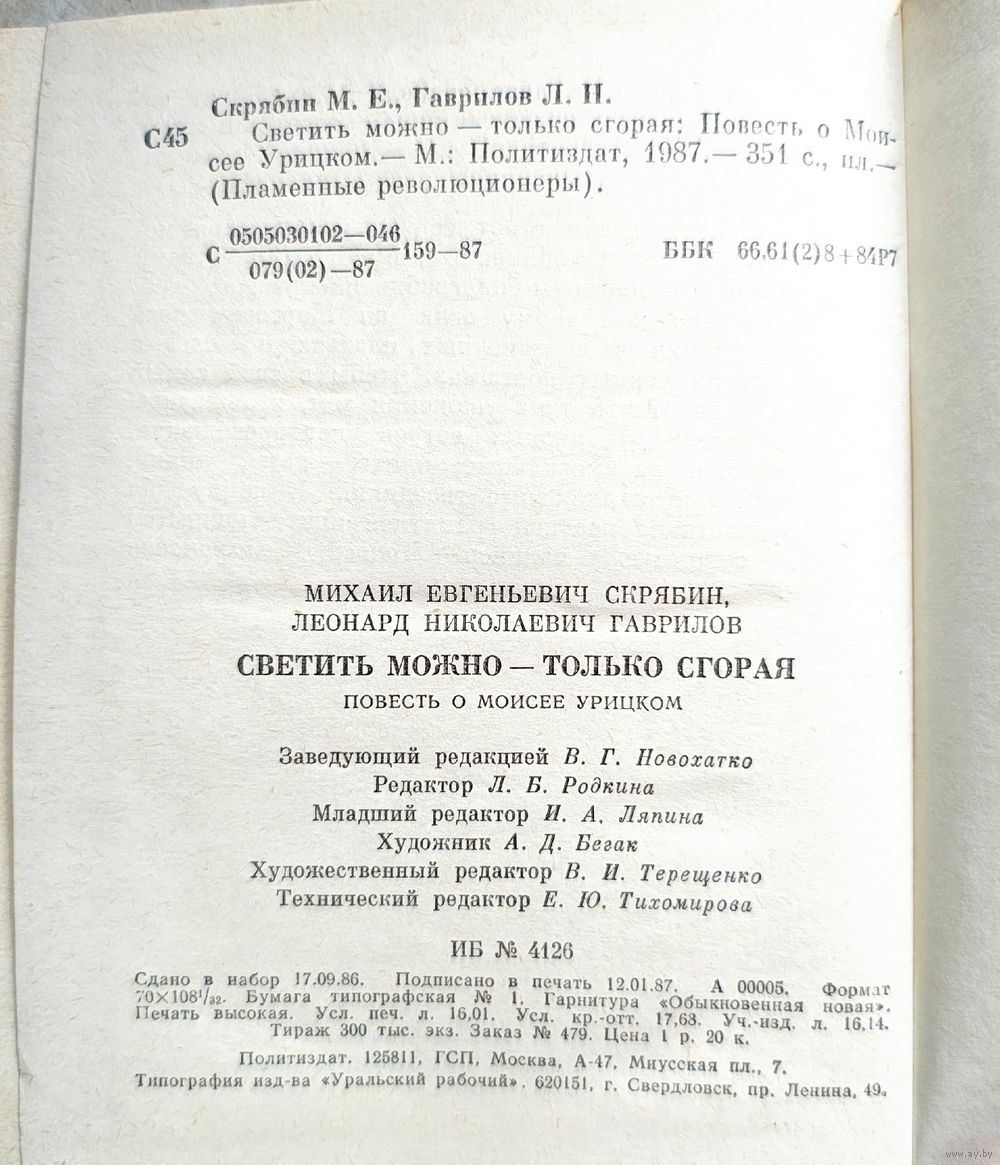 Скрябин М. Е., Гаврилов Л. Н.
С45 Светить можно — только сгорая: Повесть о Мои-
сее Урицком.— М.: Политиздат, 1987.— 351 с., ил.—
(Пламенные революционеры).
0505030102—046
С 159—87 ББК 66.61(2)8+84Р7
079(02)—87
МИХАИЛ ЕВГЕНЬЕВИЧ СКРЯБИН,
ЛЕОНАРД НИКОЛАЕВИЧ ГАВРИЛОВ
СВЕТИТЬ МОЖНО — ТОЛЬКО СГОРАЯ
ПОВЕСТЬ О МОИСЕЕ УРИЦКОМ
Заведующий редакцией В. Г. Новохатко
Редактор Л. Б. Родкина
Младший редактор И. А. Ляпина
Художник А. Д. Бегак
Художественный редактор В. И. Терещенко
Технический редактор Е. Ю. Тихомирова
ИБ № 4126
Сдано в набор 17.09.86. Подписано в печать 12.01.87. А 00005. Формат
70×108¹/₃₂. Бумага типографская № 1. Гарнитура «Обыкновенная новая».
Печать высокая. Усл. печ. л. 16,01. Усл. кр.-отт. 17,68. Уч.-изд. л. 16,14.
Тираж 300 тыс. экз. Заказ № 479. Цена 1 р. 20 к.
Политиздат. 125811, ГСП, Москва, А-47, Миусская пл., 7.
Типография изд-ва «Уральский рабочий». 620151, г. Свердловск, пр. Ленина, 49.
www.ay.by